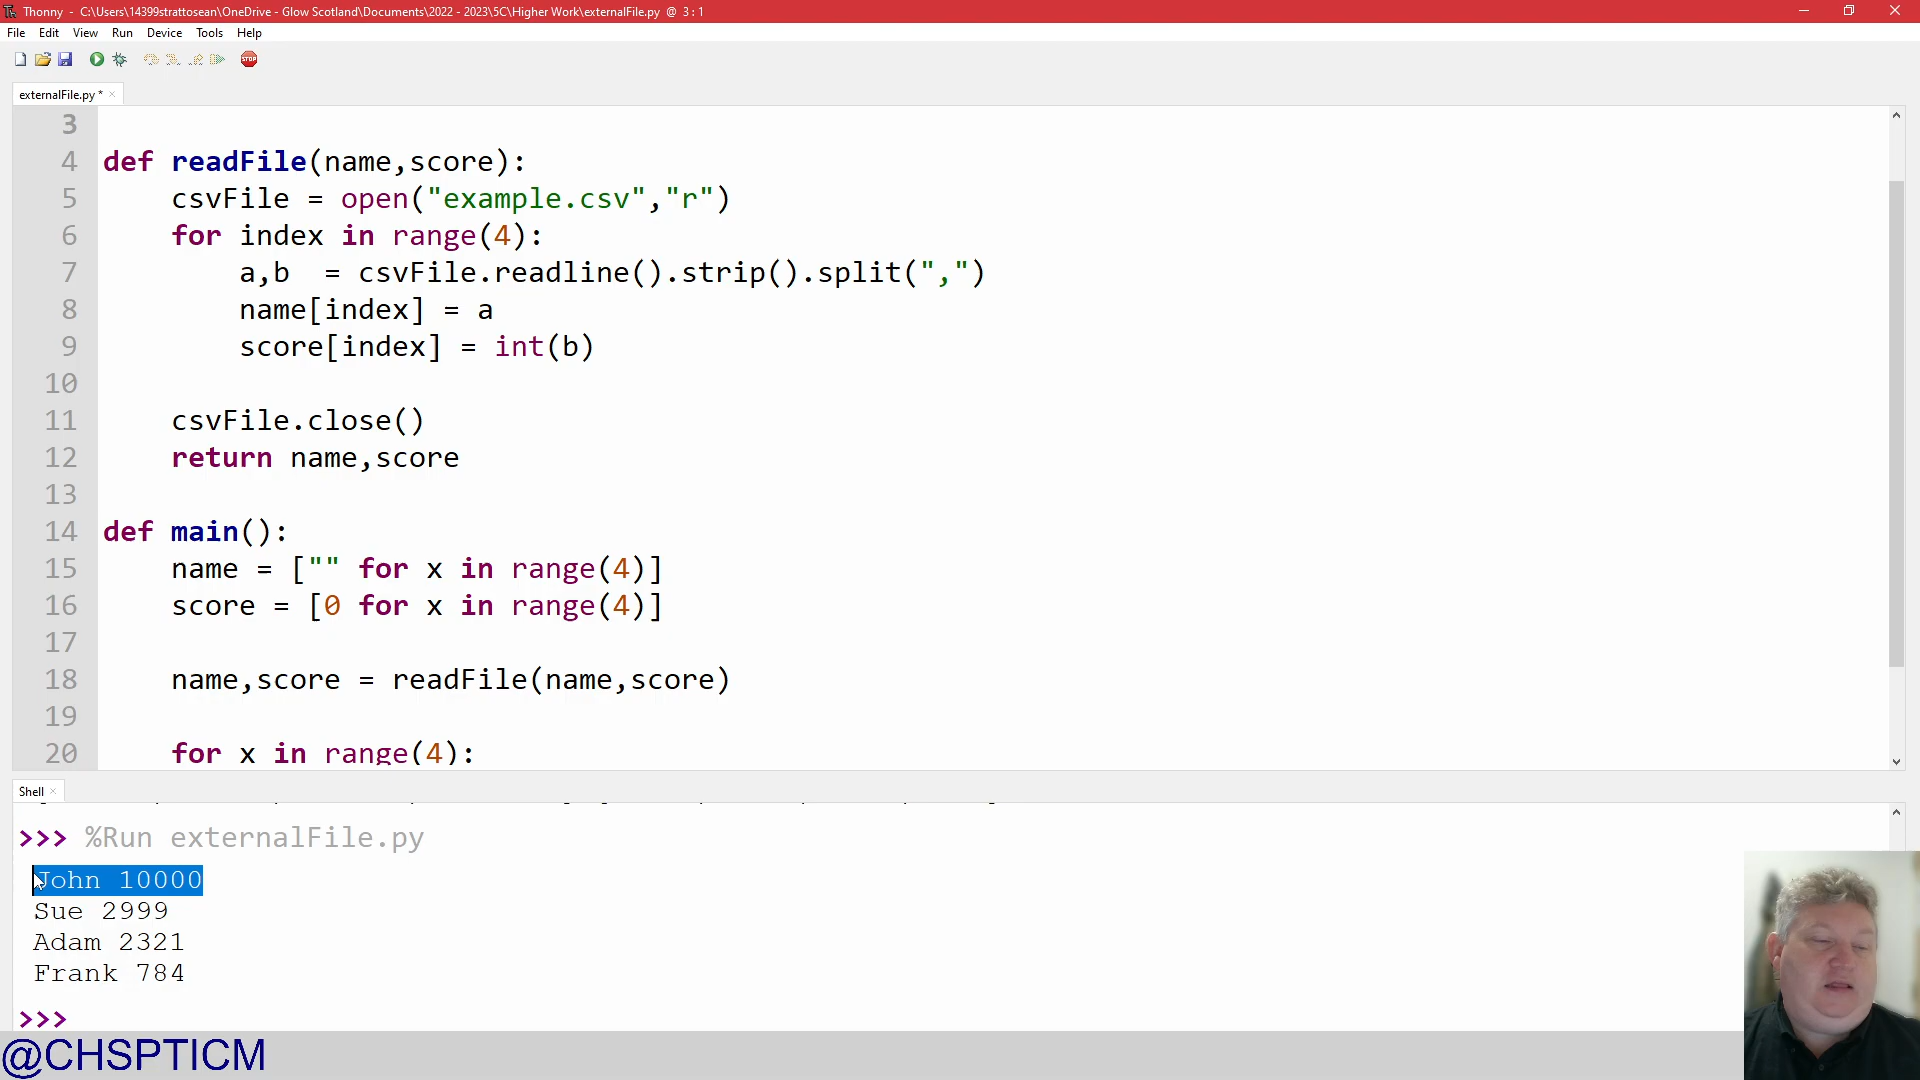 Thonny - C:\Users\14399strattosean\OneDrive - Glow Scotland\Documents\2022 - 2023\5C\Higher Work\externalFile.py @ 3 : 1
File Edit View Run Device Tools Help
STOP
externalFile.py *
3
4 def readFile(name,score):
5 csvFile = open("example.csv","r")
6 for index in range(4):
7 a,b  = csvFile.readline().strip().split(",")
8 name[index] = a
9 score[index] = int(b)
10
11 csvFile.close()
12 return name,score
13
14 def main():
15 name = ["" for x in range(4)]
16 score = [0 for x in range(4)]
17
18 name,score = readFile(name,score)
19
20 for x in range(4):
Shell
>>> %Run externalFile.py
John 10000
Sue 2999
Adam 2321
Frank 784
>>>
@CHSPTICM